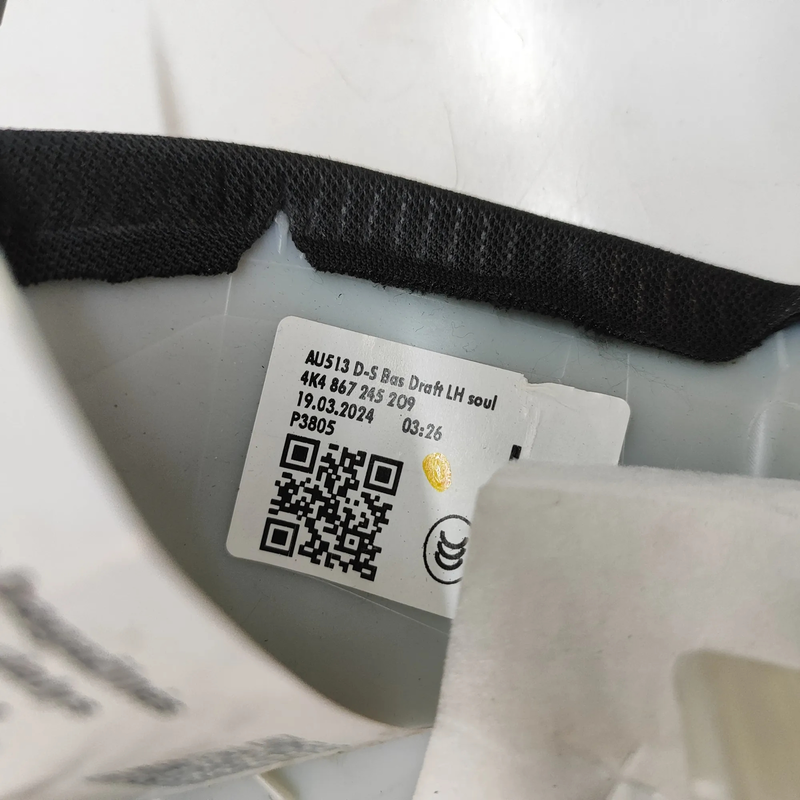 AU513 D-S Bas Draft LH soul
4K4 867 245 209
19.03.2024 03:26
P3805